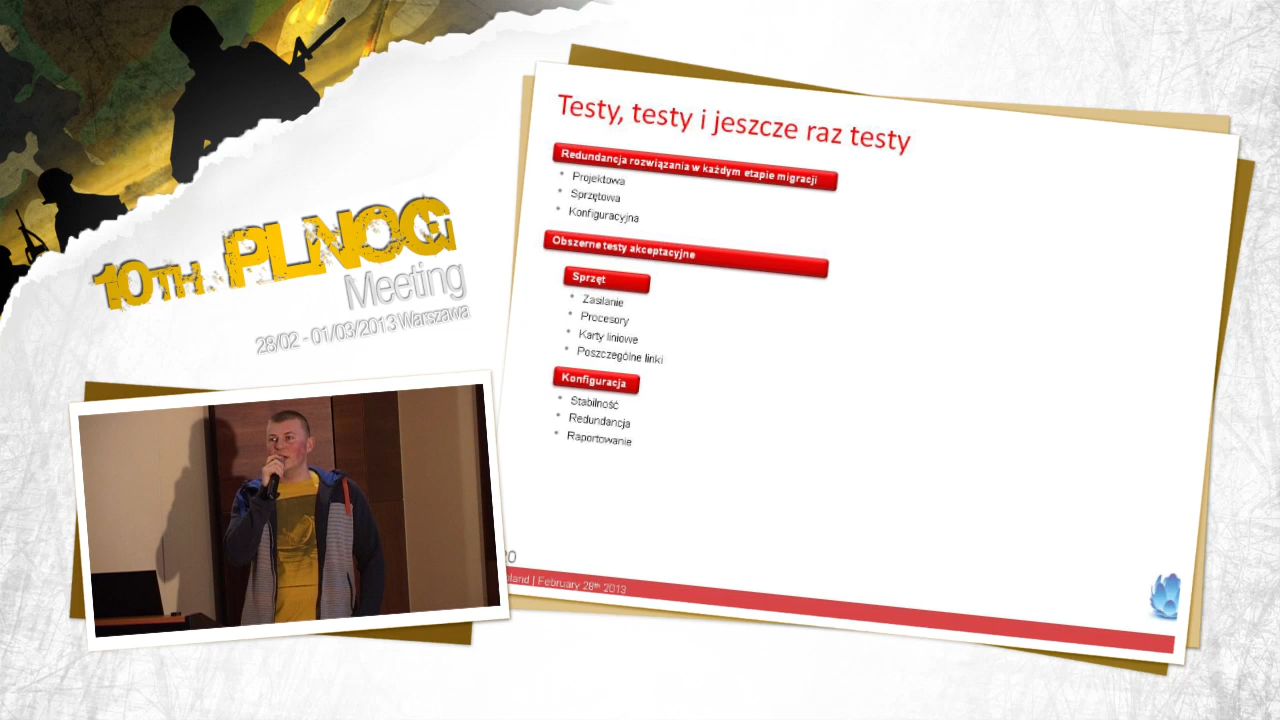 10TH. PLNOG
Meeting
28/02 - 01/03/2013 Warszawa
Testy, testy i jeszcze raz testy
Redundancja rozwiązania w każdym etapie migracji
• Projektowa
• Sprzętowa
• Konfiguracyjna
Obszerne testy akceptacyjne
Sprzęt
• Zasilanie
• Procesory
• Karty liniowe
• Poszczególne linki
Konfiguracja
• Stabilność
• Redundancja
• Raportowanie
| February 28th 2013